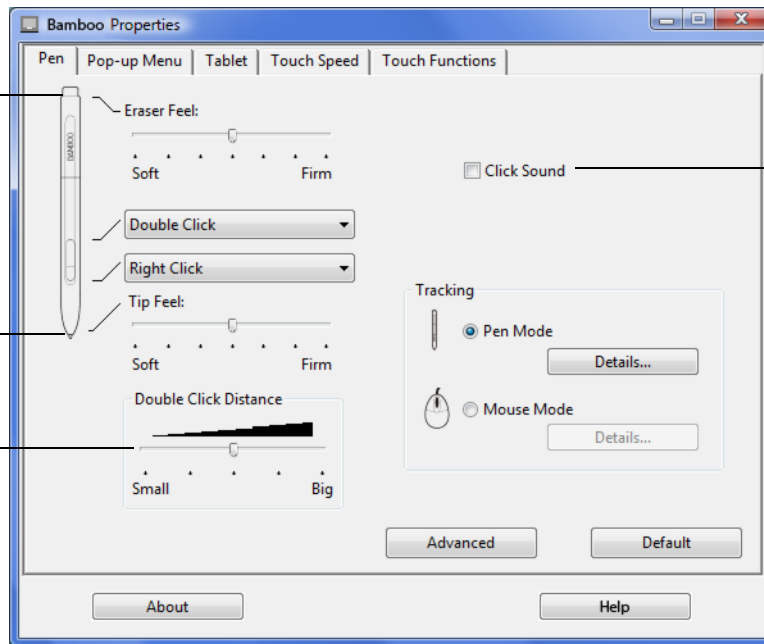 Bamboo Properties
Pen Pop-up Menu Tablet Touch Speed Touch Functions
Eraser Feel:
Soft Firm
BAMBOO
Click Sound
Double Click
Right Click
Tip Feel:
Soft Firm
Tracking
Pen Mode
Details...
Mouse Mode
Details...
Double Click Distance
Small Big
Advanced Default
About Help